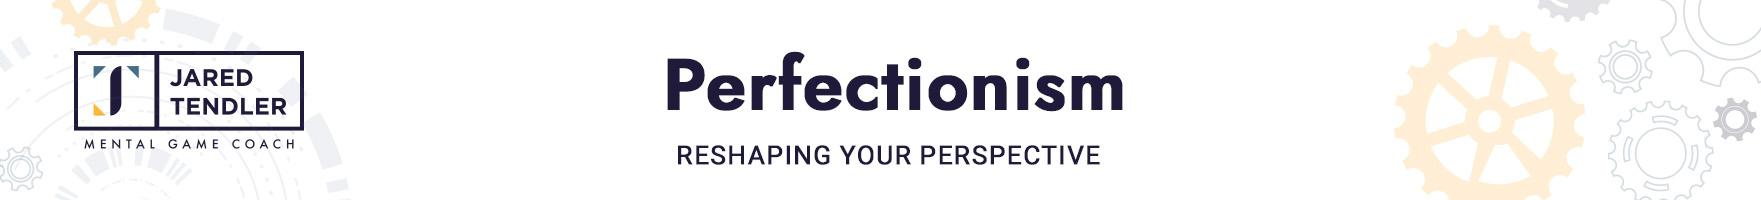 JARED
TENDLER
MENTAL GAME COACH
Perfectionism
RESHAPING YOUR PERSPECTIVE